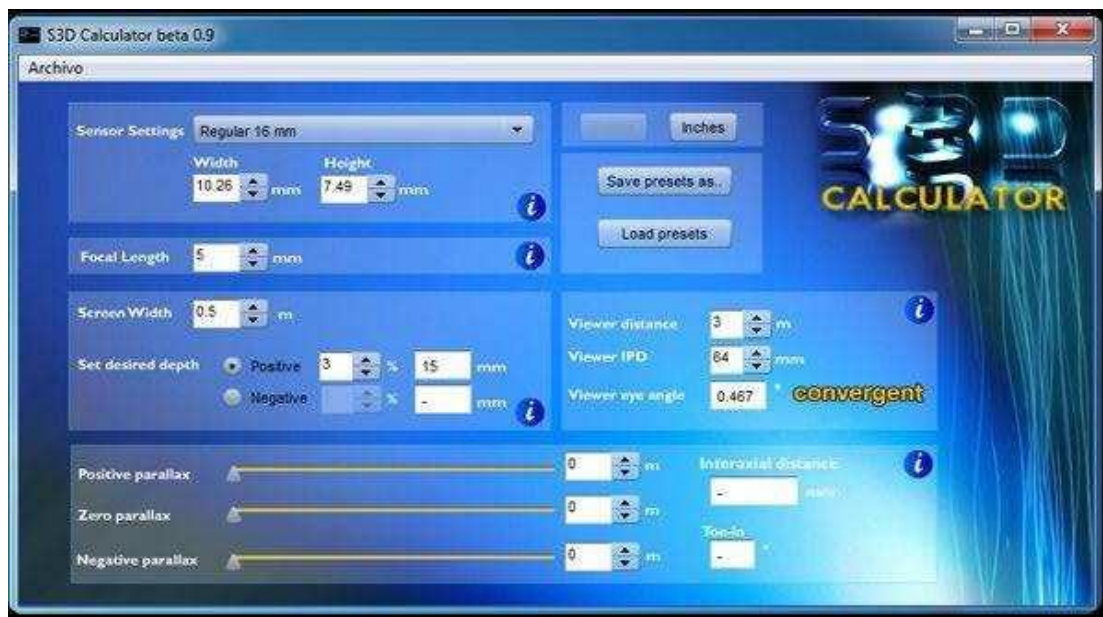 S3D Calculator beta 0.9
Archivo
Sensor Settings Regular 16 mm
Width Height
10.26 mm 7.49 mm
Inches
Save presets as..
Load presets
S3D
CALCULATOR
Focal Length 5 mm
Screen Width 0.5 m
Set desired depth Positive 3 % 15 mm
Negative % - mm
Viewer distance 3 m
Viewer IPD 64 mm
Viewer eye angle 0.467 ° convergent
Positive parallax 0 m
Zero parallax 0 m
Negative parallax 0 m
Interaxial distance
- mm
Toe-In
- °